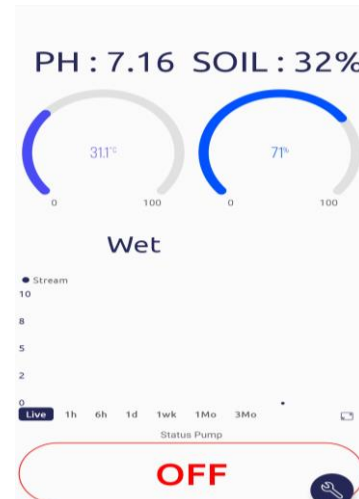 PH : 7.16 SOIL : 32%
31.1°C 71%
0 100 0 100
Wet
Stream
10
8
5
2
0
Live 1h 6h 1d 1wk 1Mo 3Mo
Status Pump
OFF